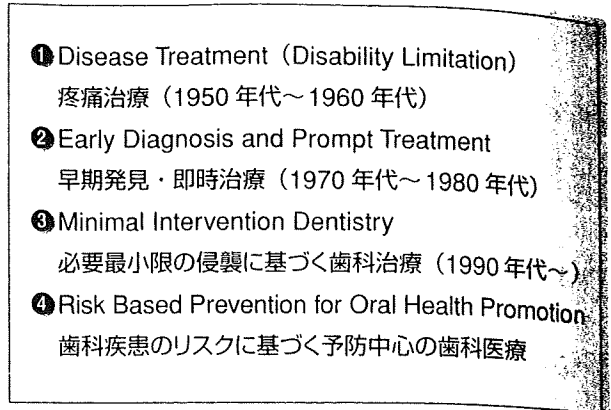 ❶Disease Treatment（Disability Limitation）
疼痛治療（1950 年代～1960 年代）
❷Early Diagnosis and Prompt Treatment
早期発見・即時治療（1970 年代～1980 年代）
❸Minimal Intervention Dentistry
必要最小限の侵襲に基づく歯科治療（1990 年代～）
❹Risk Based Prevention for Oral Health Promotion
歯科疾患のリスクに基づく予防中心の歯科医療